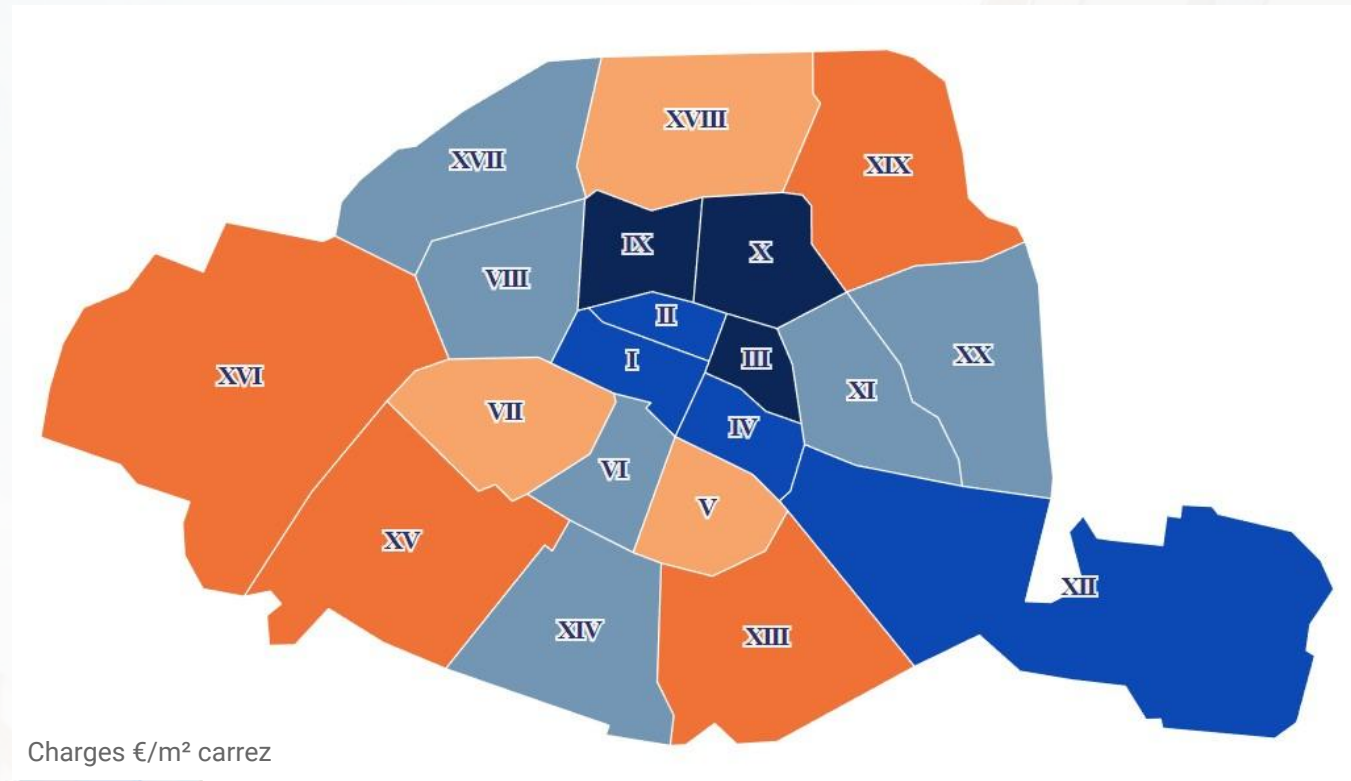 XVIII
XVII
XIX
IX
X
VIII
II
III
I
XX
XVI
XI
VII
IV
VI
V
XV
XII
XIV
XIII
Charges €/m² carrez